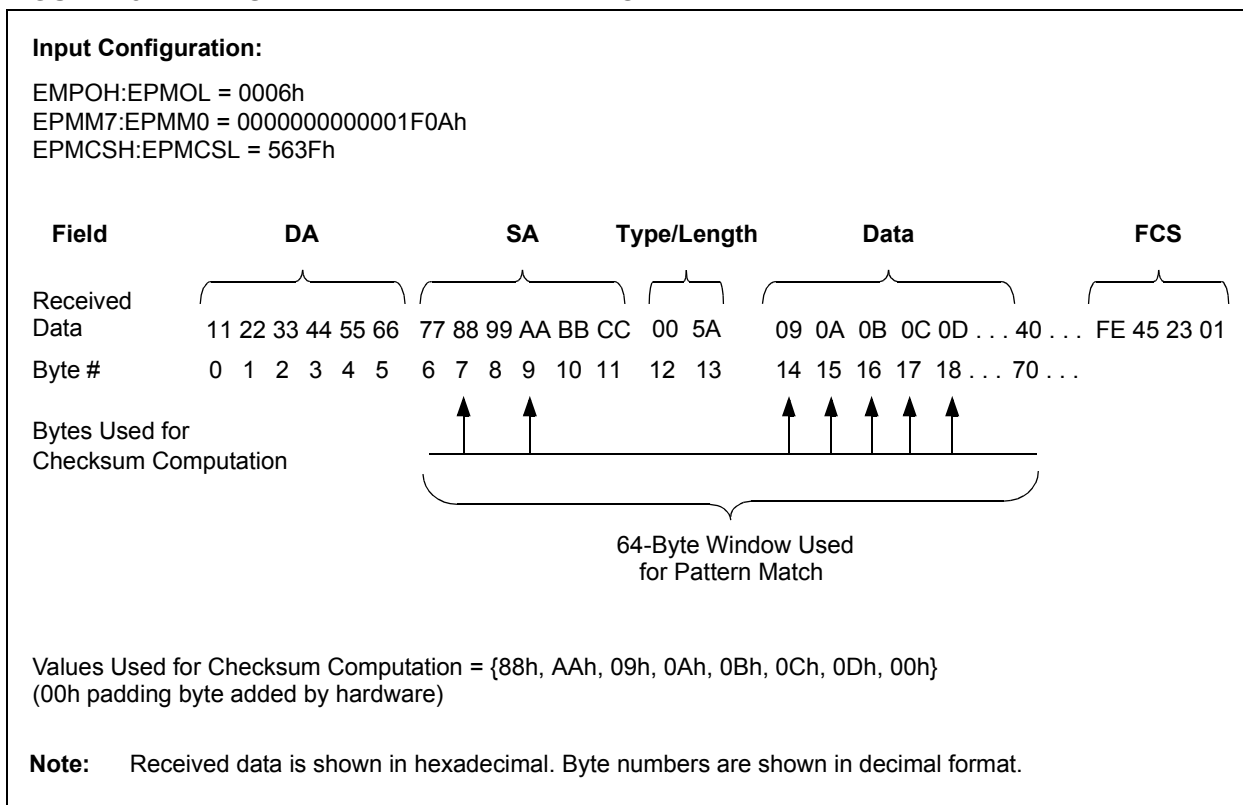 Input Configuration:
EMPOH:EPMOL = 0006h
EPMM7:EPMM0 = 0000000000001F0Ah
EPMCSH:EPMCSL = 563Fh
Field DA SA Type/Length Data FCS
Received
Data 11 22 33 44 55 66 77 88 99 AA BB CC 00 5A 09 0A 0B 0C 0D . . . 40 . . . FE 45 23 01
Byte # 0 1 2 3 4 5 6 7 8 9 10 11 12 13 14 15 16 17 18 . . . 70 . . .
Bytes Used for
Checksum Computation
64-Byte Window Used
for Pattern Match
Values Used for Checksum Computation = {88h, AAh, 09h, 0Ah, 0Bh, 0Ch, 0Dh, 00h}
(00h padding byte added by hardware)
Note: Received data is shown in hexadecimal. Byte numbers are shown in decimal format.